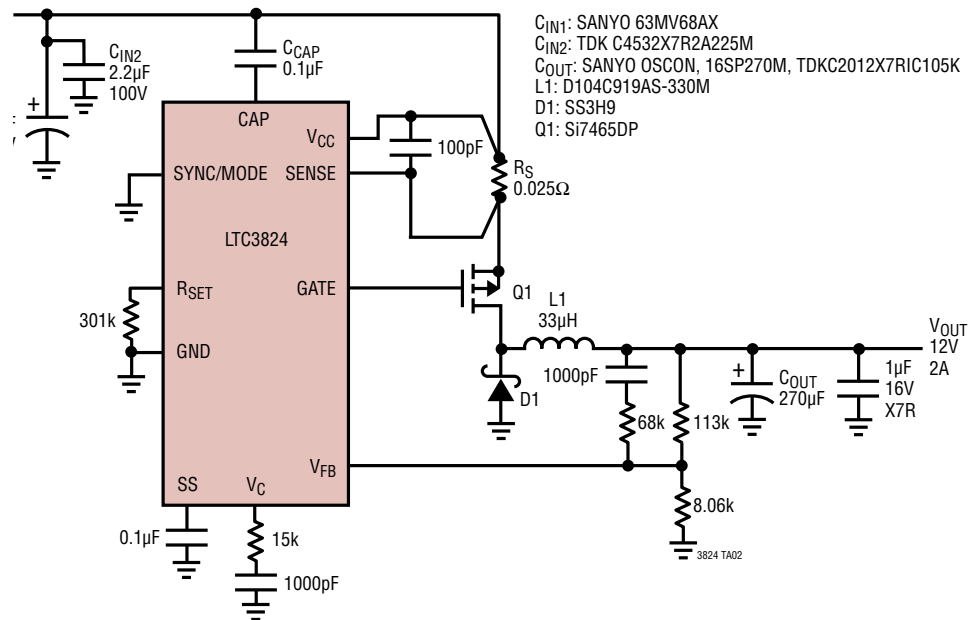 CIN1: SANYO 63MV68AX
CIN2: TDK C4532X7R2A225M
COUT: SANYO OSCON, 16SP270M, TDKC2012X7RIC105K
L1: D104C919AS-330M
D1: SS3H9
Q1: Si7465DP
CIN2
2.2µF
100V
+
CCAP
0.1µF
CAP
VCC
100pF
SYNC/MODE
SENSE
RS
0.025Ω
LTC3824
RSET
GATE
Q1
301k
GND
L1
33µH
VOUT
12V
2A
1000pF
D1
68k
113k
+
COUT
270µF
1µF
16V
X7R
VFB
SS
VC
8.06k
0.1µF
15k
1000pF
3824 TA02